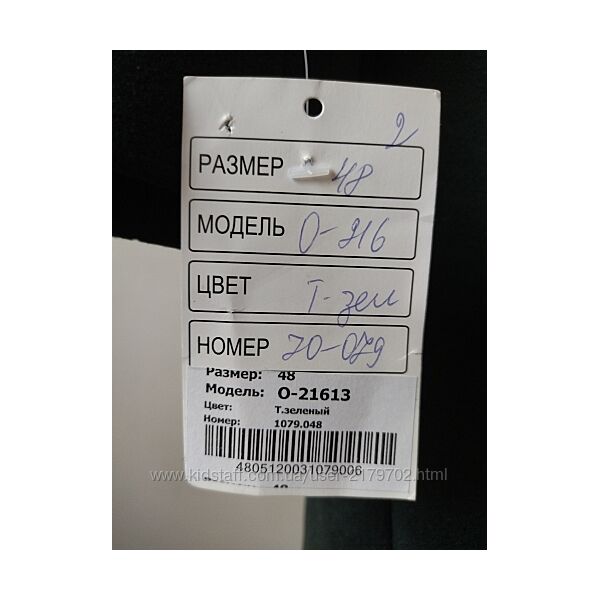 2
РАЗМЕР 48
МОДЕЛЬ О-216
ЦВЕТ Т-зел
НОМЕР 70-079
Размер: 48
Модель: О-21613
Цвет: Т.зеленый
Номер: 1079.048
4805120031079006
www.kidstaff.com.ua/user-2179702.html
48